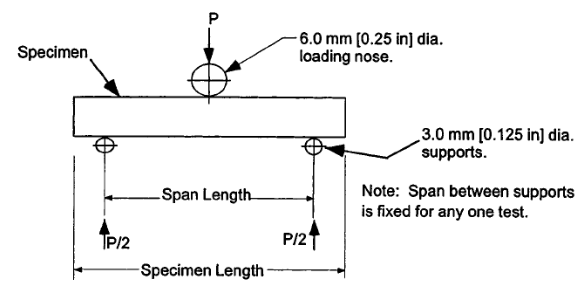 P
6.0 mm [0.25 in] dia.
loading nose.
Specimen
3.0 mm [0.125 in] dia.
supports.
Span Length
Note: Span between supports
is fixed for any one test.
P/2
P/2
Specimen Length